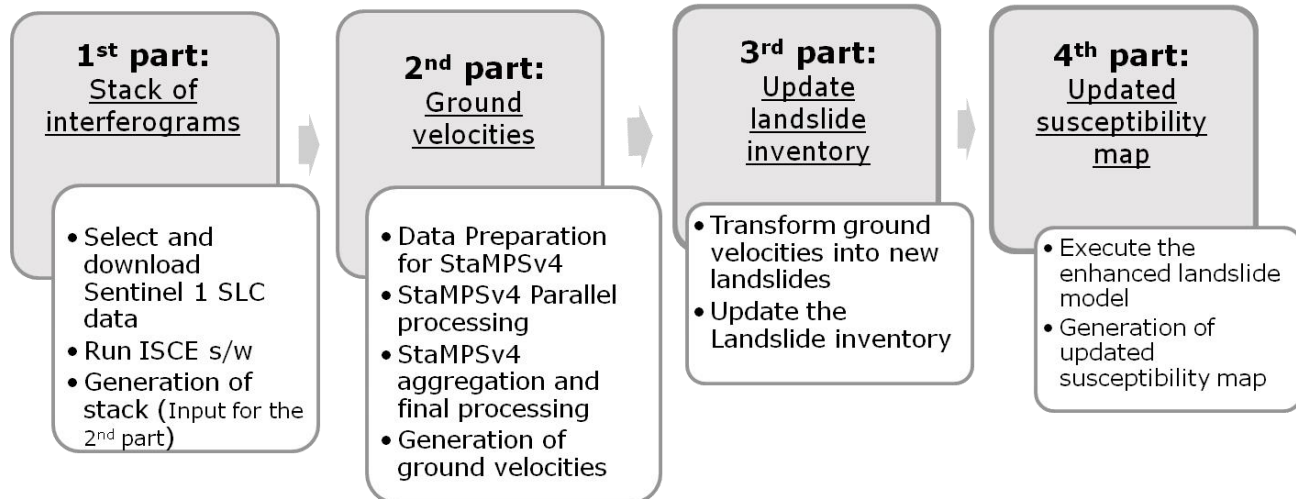 1st part:
Stack of
interferograms
• Select and
download
Sentinel 1 SLC
data
• Run ISCE s/w
• Generation of
stack (Input for the
2nd part)
2nd part:
Ground
velocities
• Data Preparation
for StaMPSv4
• StaMPSv4 Parallel
processing
• StaMPSv4
aggregation and
final processing
• Generation of
ground velocities
3rd part:
Update
landslide
inventory
• Transform ground
velocities into new
landslides
• Update the
Landslide inventory
4th part:
Updated
susceptibility
map
• Execute the
enhanced landslide
model
• Generation of
updated
susceptibility map